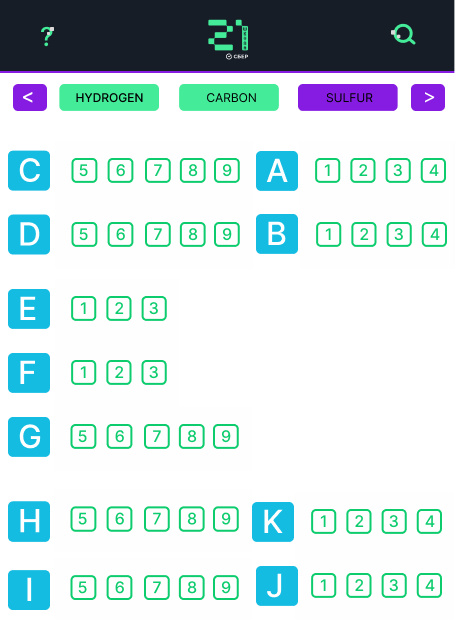 ?
21
CEEP
< HYDROGEN CARBON SULFUR >
C 5 6 7 8 9 A 1 2 3 4
D 5 6 7 8 9 B 1 2 3 4
E 1 2 3
F 1 2 3
G 5 6 7 8 9
H 5 6 7 8 9 K 1 2 3 4
I 5 6 7 8 9 J 1 2 3 4